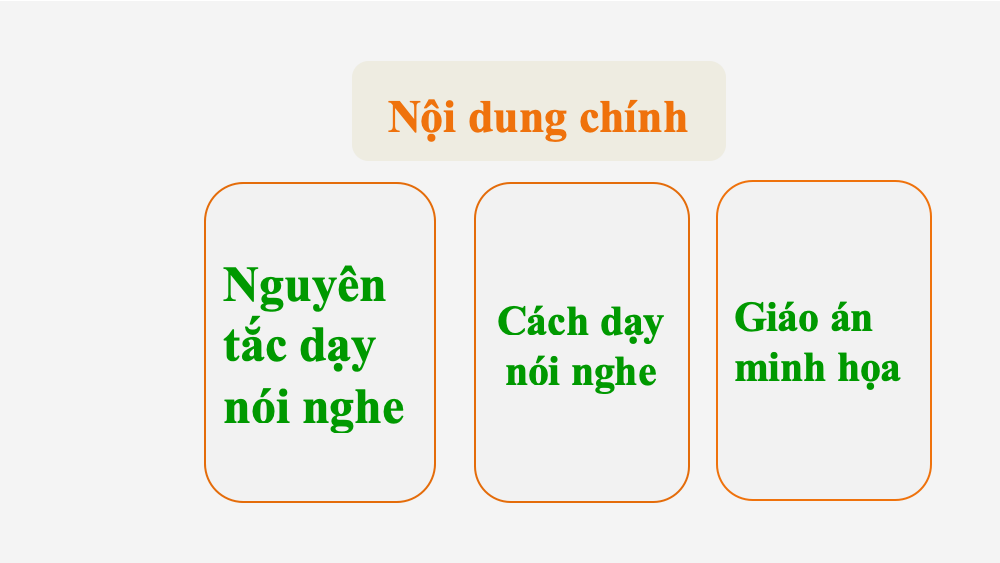 Nội dung chính
Nguyên
tắc dạy
nói nghe
Cách dạy
nói nghe
Giáo án
minh họa